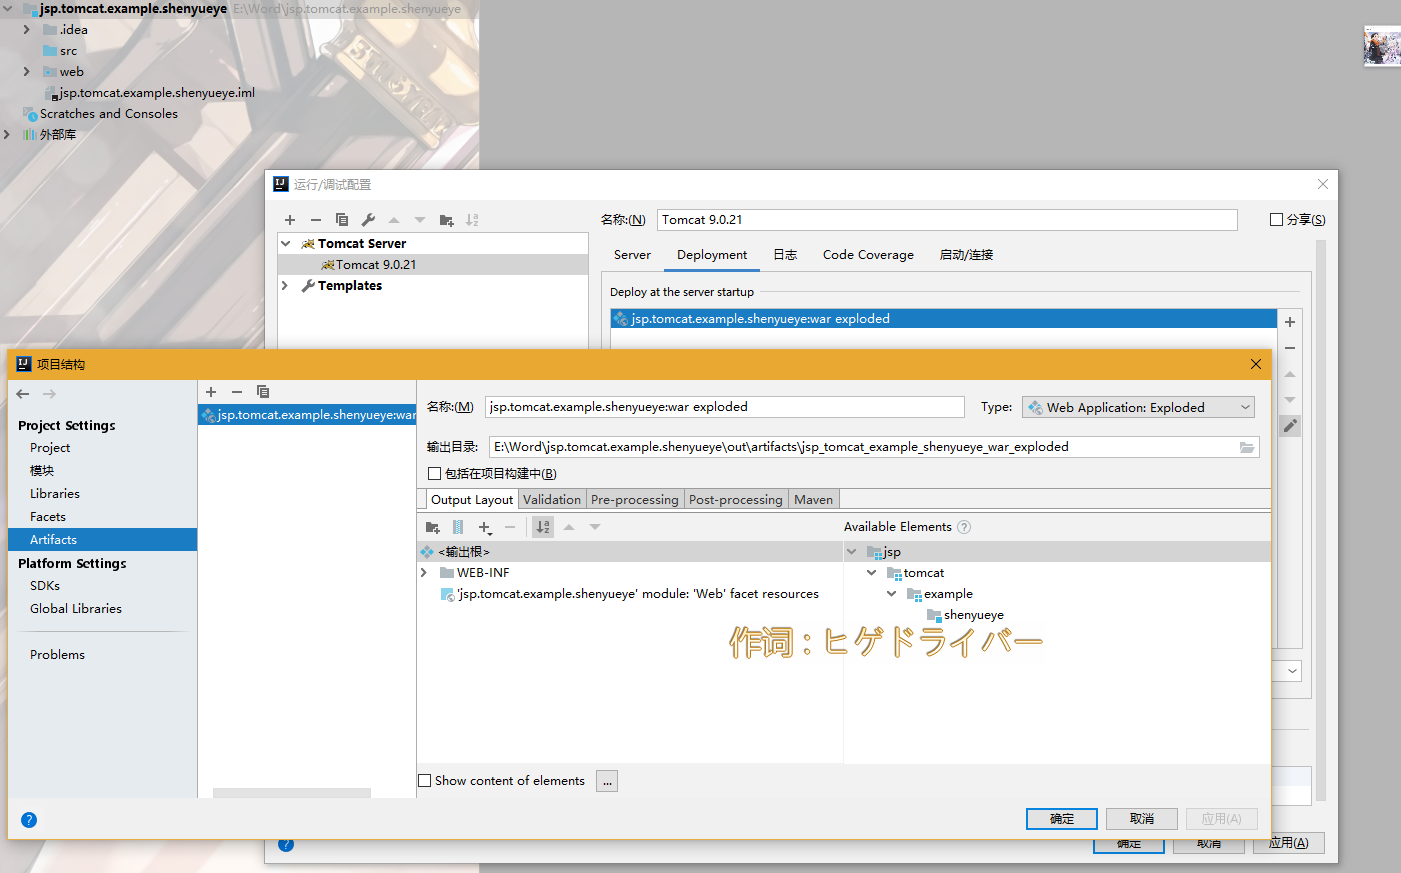 jsp.tomcat.example.shenyueye E:\Word\jsp.tomcat.example.shenyueye
.idea
src
web
jsp.tomcat.example.shenyueye.iml
Scratches and Consoles
外部库
运行/调试配置
Tomcat Server
Tomcat 9.0.21
Templates
名称:(N) Tomcat 9.0.21
分享(S)
Server Deployment 日志 Code Coverage 启动/连接
Deploy at the server startup
jsp.tomcat.example.shenyueye:war exploded
项目结构
Project Settings
Project
模块
Libraries
Facets
Artifacts
Platform Settings
SDKs
Global Libraries
Problems
jsp.tomcat.example.shenyueye:war
名称:(M) jsp.tomcat.example.shenyueye:war exploded Type: Web Application: Exploded
输出目录: E:\Word\jsp.tomcat.example.shenyueye\out\artifacts\jsp_tomcat_example_shenyueye_war_exploded
包括在项目构建中(B)
Output Layout Validation Pre-processing Post-processing Maven
Available Elements ?
<输出根>
WEB-INF
'jsp.tomcat.example.shenyueye' module: 'Web' facet resources
jsp
tomcat
example
shenyueye
作词：ヒゲドライバー
Show content of elements ...
? 确定 取消 应用(A)
? 确定 取消 应用(A)